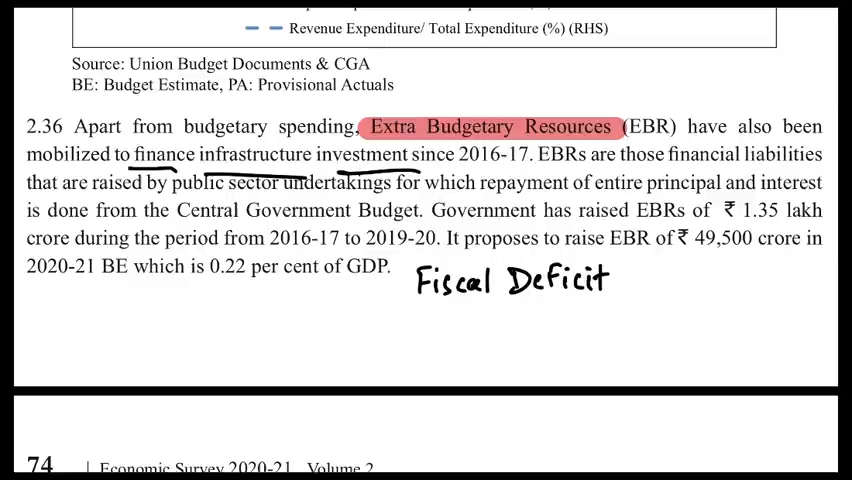 Revenue Expenditure/ Total Expenditure (%) (RHS)
Source: Union Budget Documents & CGA
BE: Budget Estimate, PA: Provisional Actuals
2.36 Apart from budgetary spending, Extra Budgetary Resources (EBR) have also been
mobilized to finance infrastructure investment since 2016-17. EBRs are those financial liabilities
that are raised by public sector undertakings for which repayment of entire principal and interest
is done from the Central Government Budget. Government has raised EBRs of ₹ 1.35 lakh
crore during the period from 2016-17 to 2019-20. It proposes to raise EBR of ₹ 49,500 crore in
2020-21 BE which is 0.22 per cent of GDP.
Fiscal Deficit
74 | Economic Survey 2020-21 Volume 2